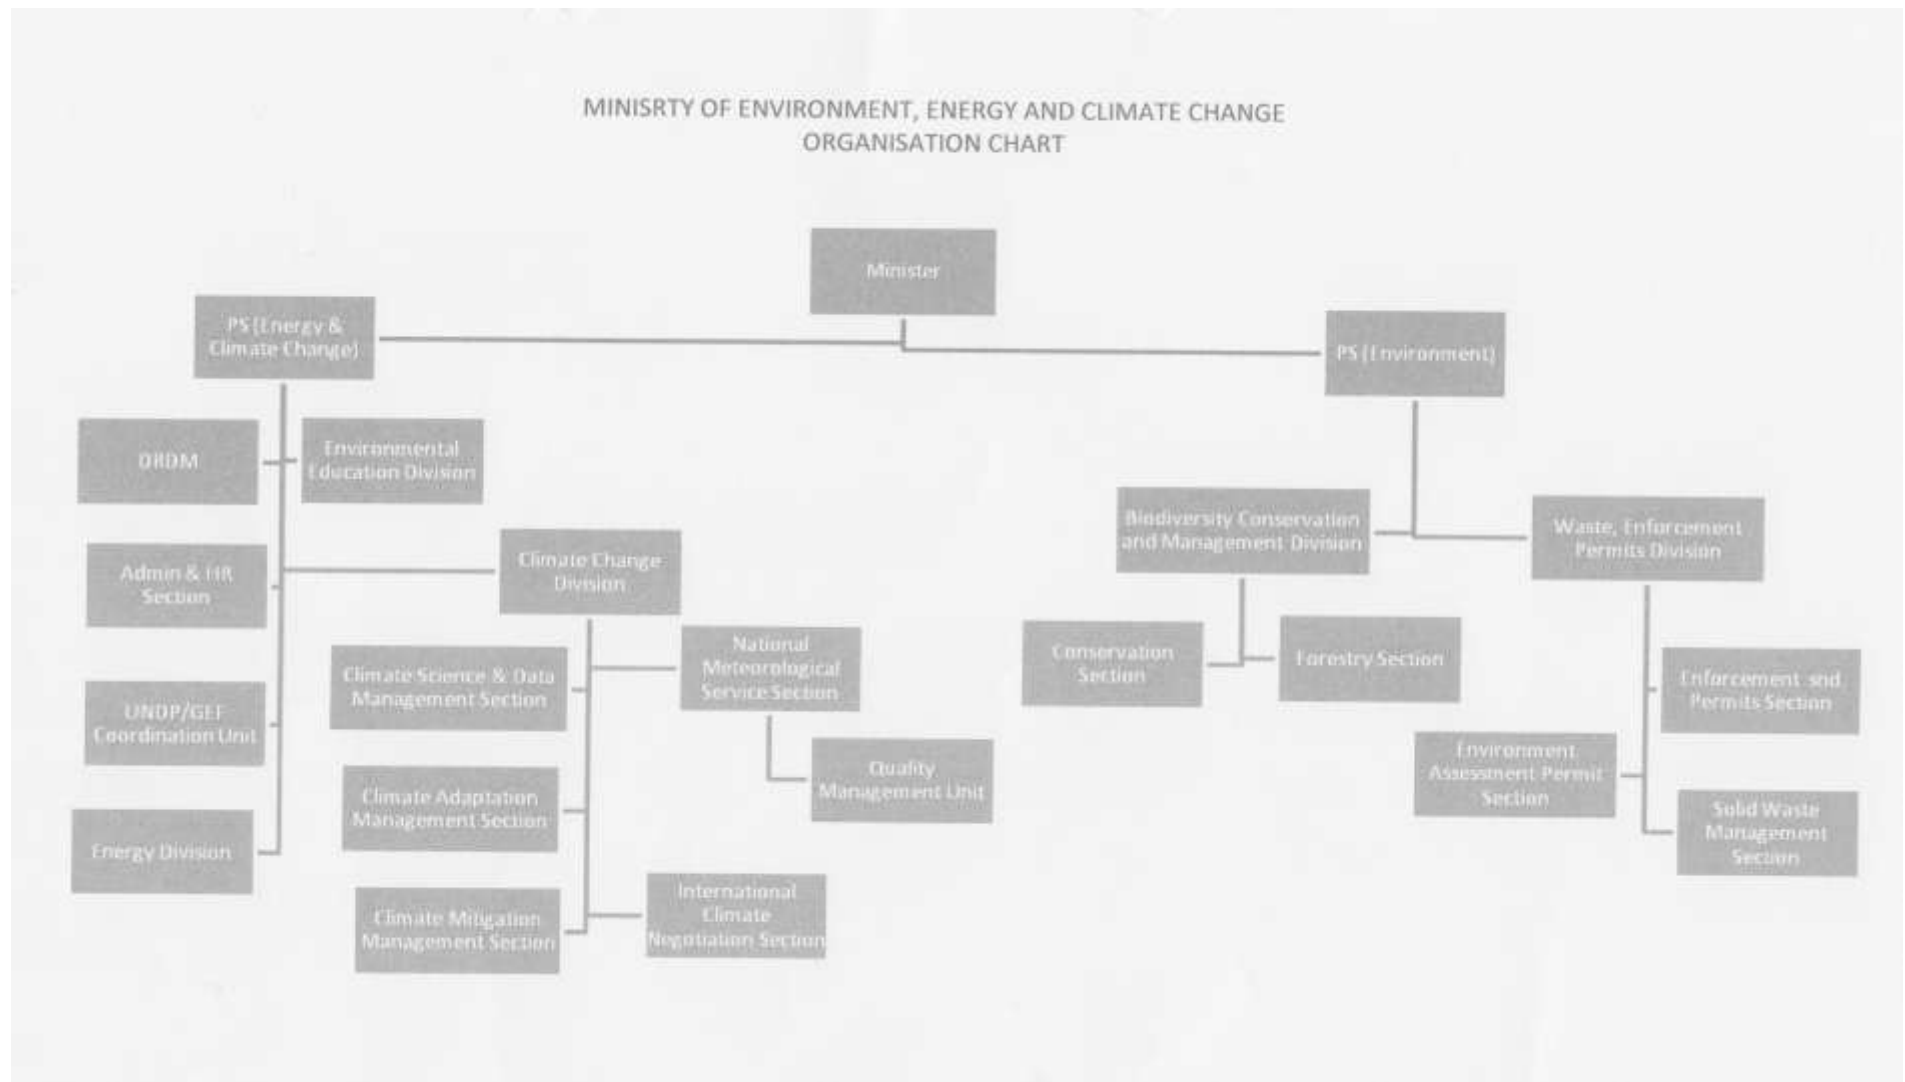 MINISRTY OF ENVIRONMENT, ENERGY AND CLIMATE CHANGE
ORGANISATION CHART
Minister
PS (Energy &
Climate Change)
PS (Environment)
DRDM
Environmental
Education Division
Admin & HR
Section
Climate Change
Division
UNDP/GEF
Coordination Unit
Energy Division
Climate Science & Data
Management Section
National
Meteorological
Service Section
Quality
Management Unit
Climate Adaptation
Management Section
Climate Mitigation
Management Section
International
Climate
Negotiation Section
Biodiversity Conservation
and Management Division
Waste, Enforcement
Permits Division
Conservation
Section
Forestry Section
Enforcement snd
Permits Section
Environment
Assessment Permit
Section
Solid Waste
Management
Section